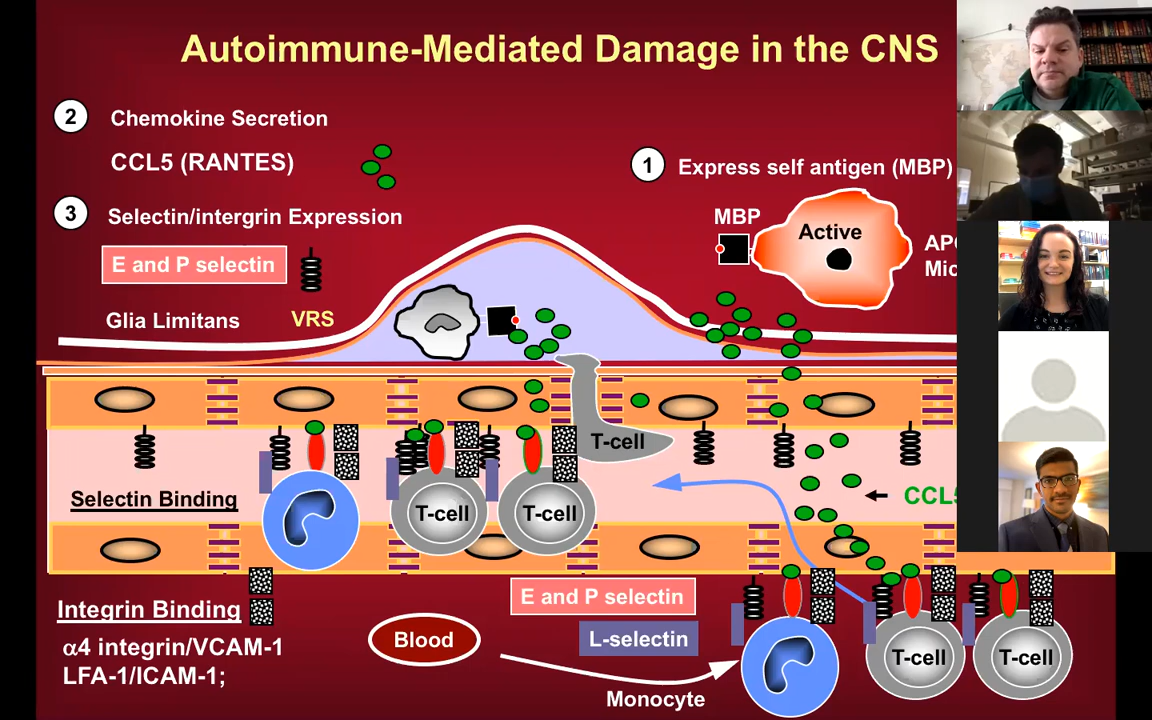 Autoimmune-Mediated Damage in the CNS
2
Chemokine Secretion
CCL5 (RANTES)
1
Express self antigen (MBP)
3
Selectin/intergrin Expression
MBP
Active
E and P selectin
Glia Limitans
VRS
T-cell
Selectin Binding
T-cell
T-cell
CCL5
Integrin Binding
α4 integrin/VCAM-1
LFA-1/ICAM-1;
Blood
E and P selectin
L-selectin
Monocyte
T-cell
T-cell